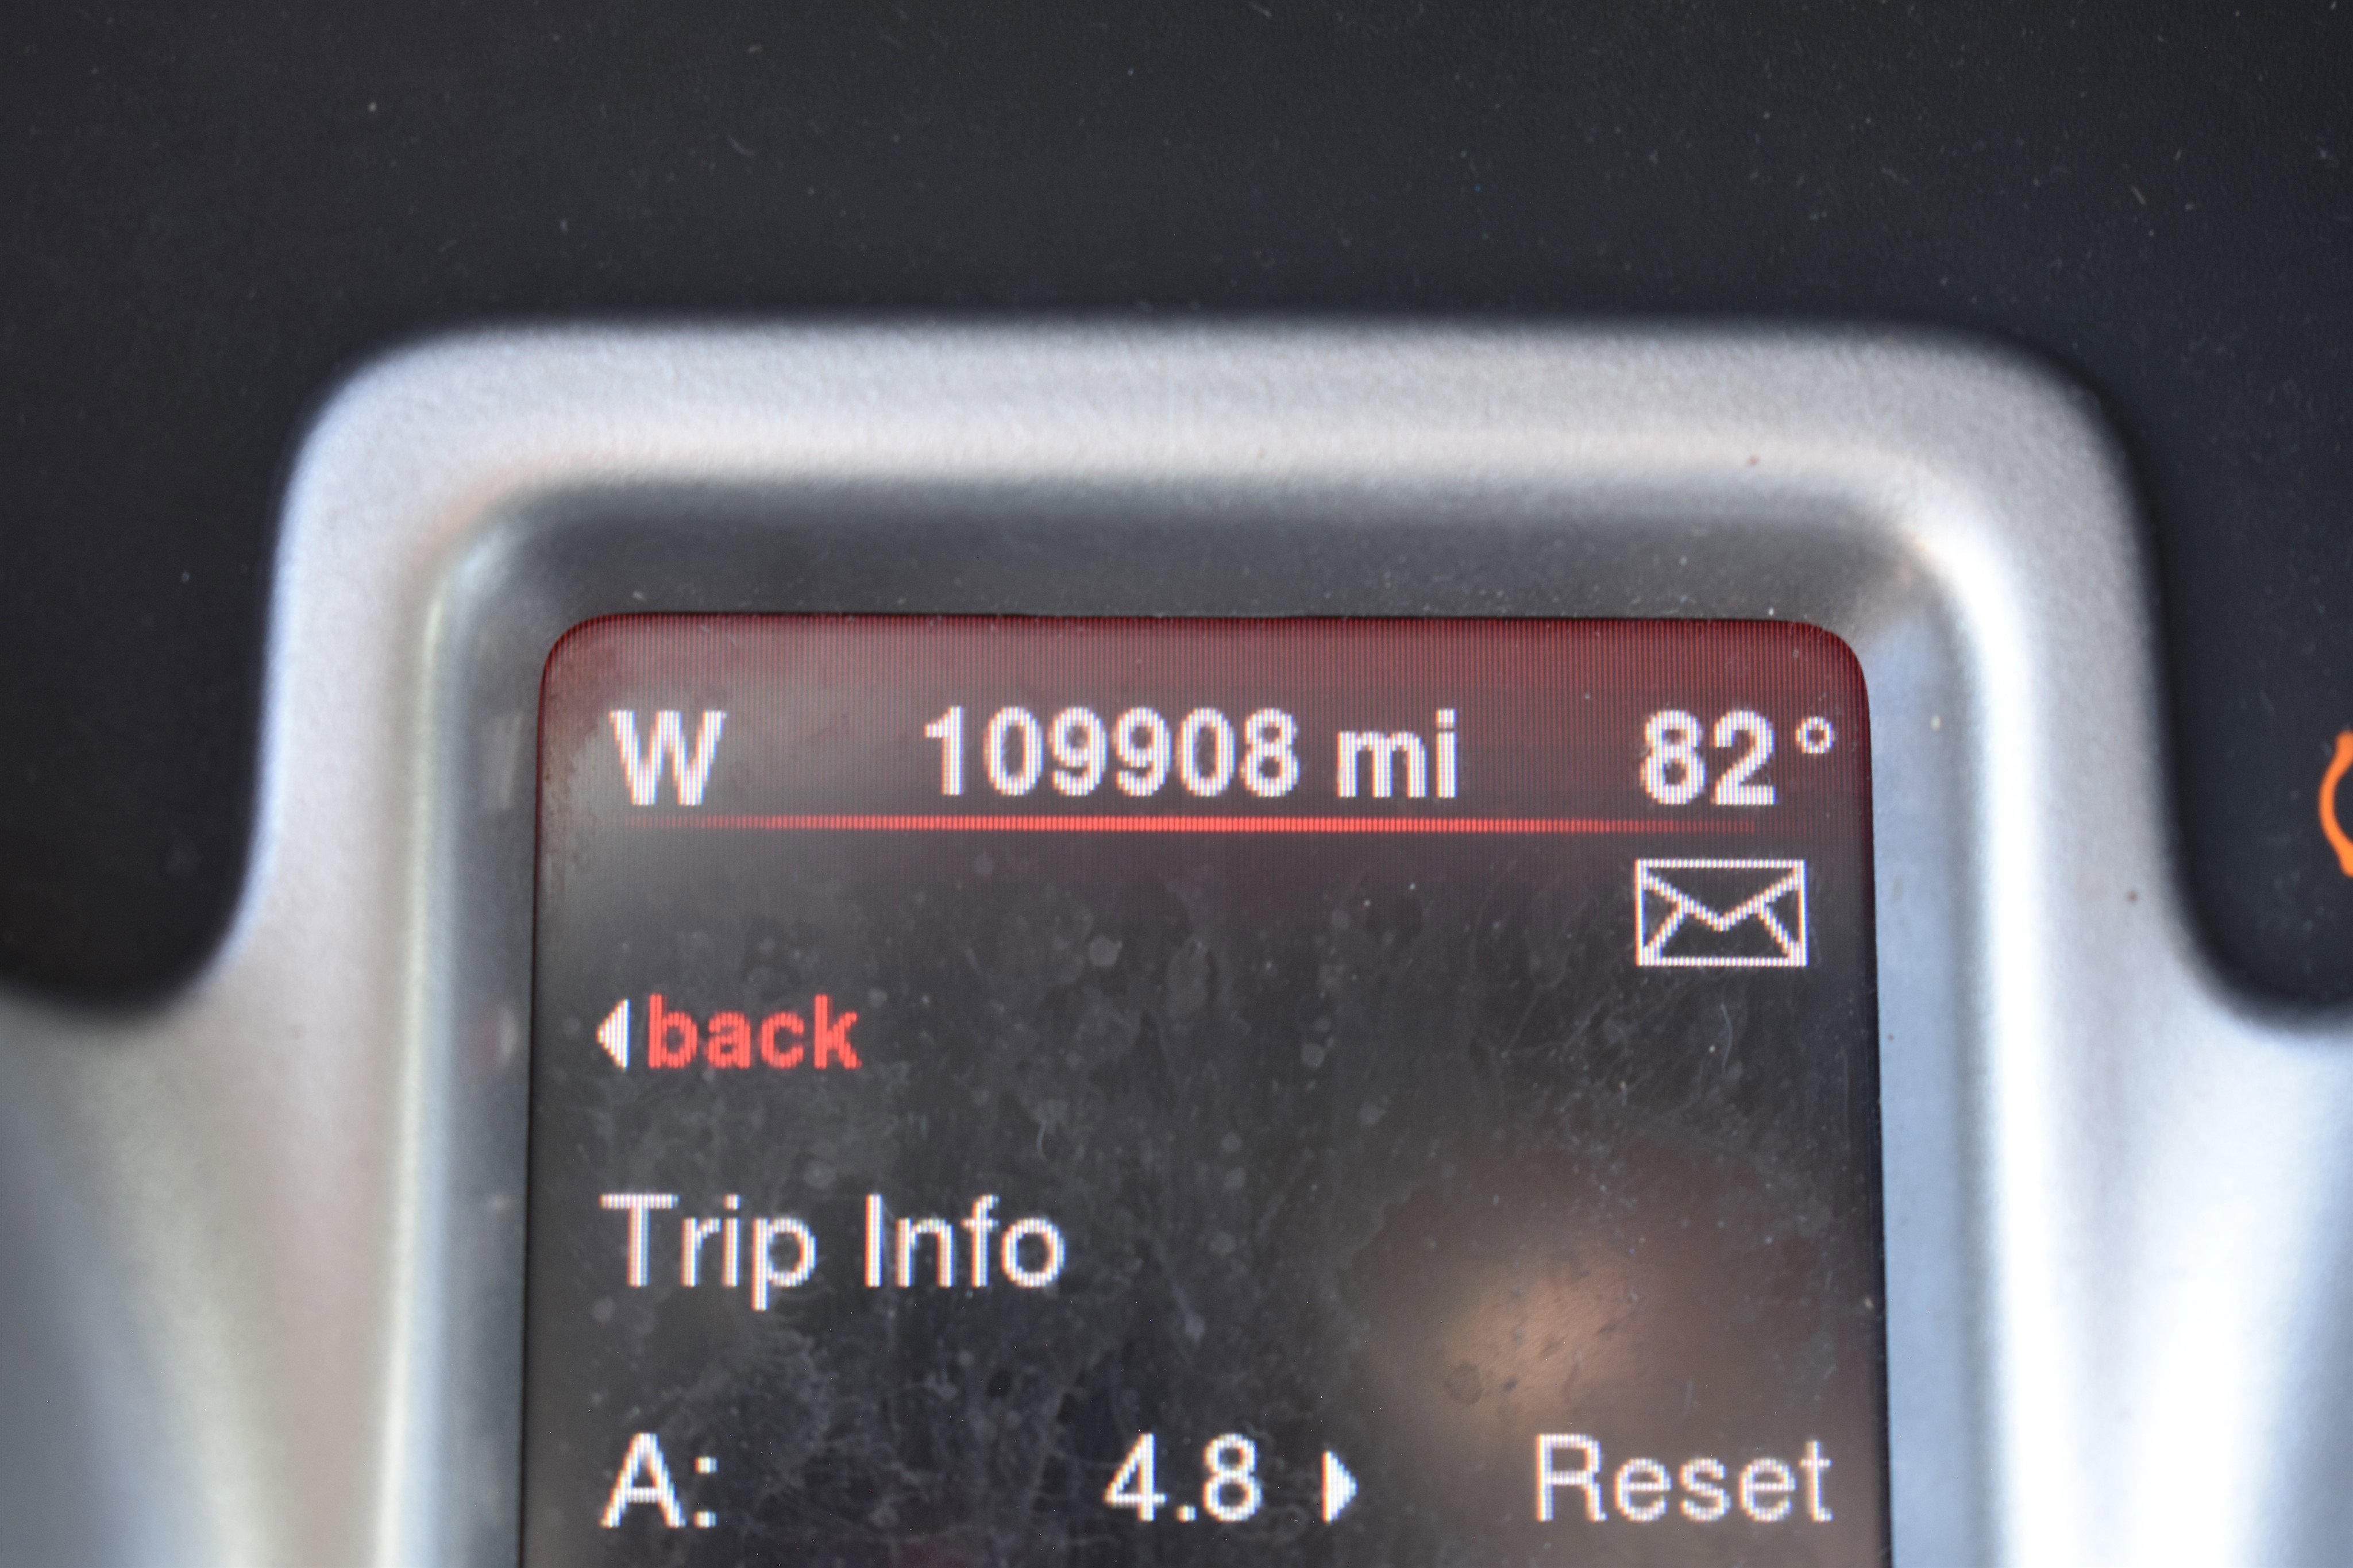 W 109908 mi 82°
back
Trip Info
A: 4.8 Reset